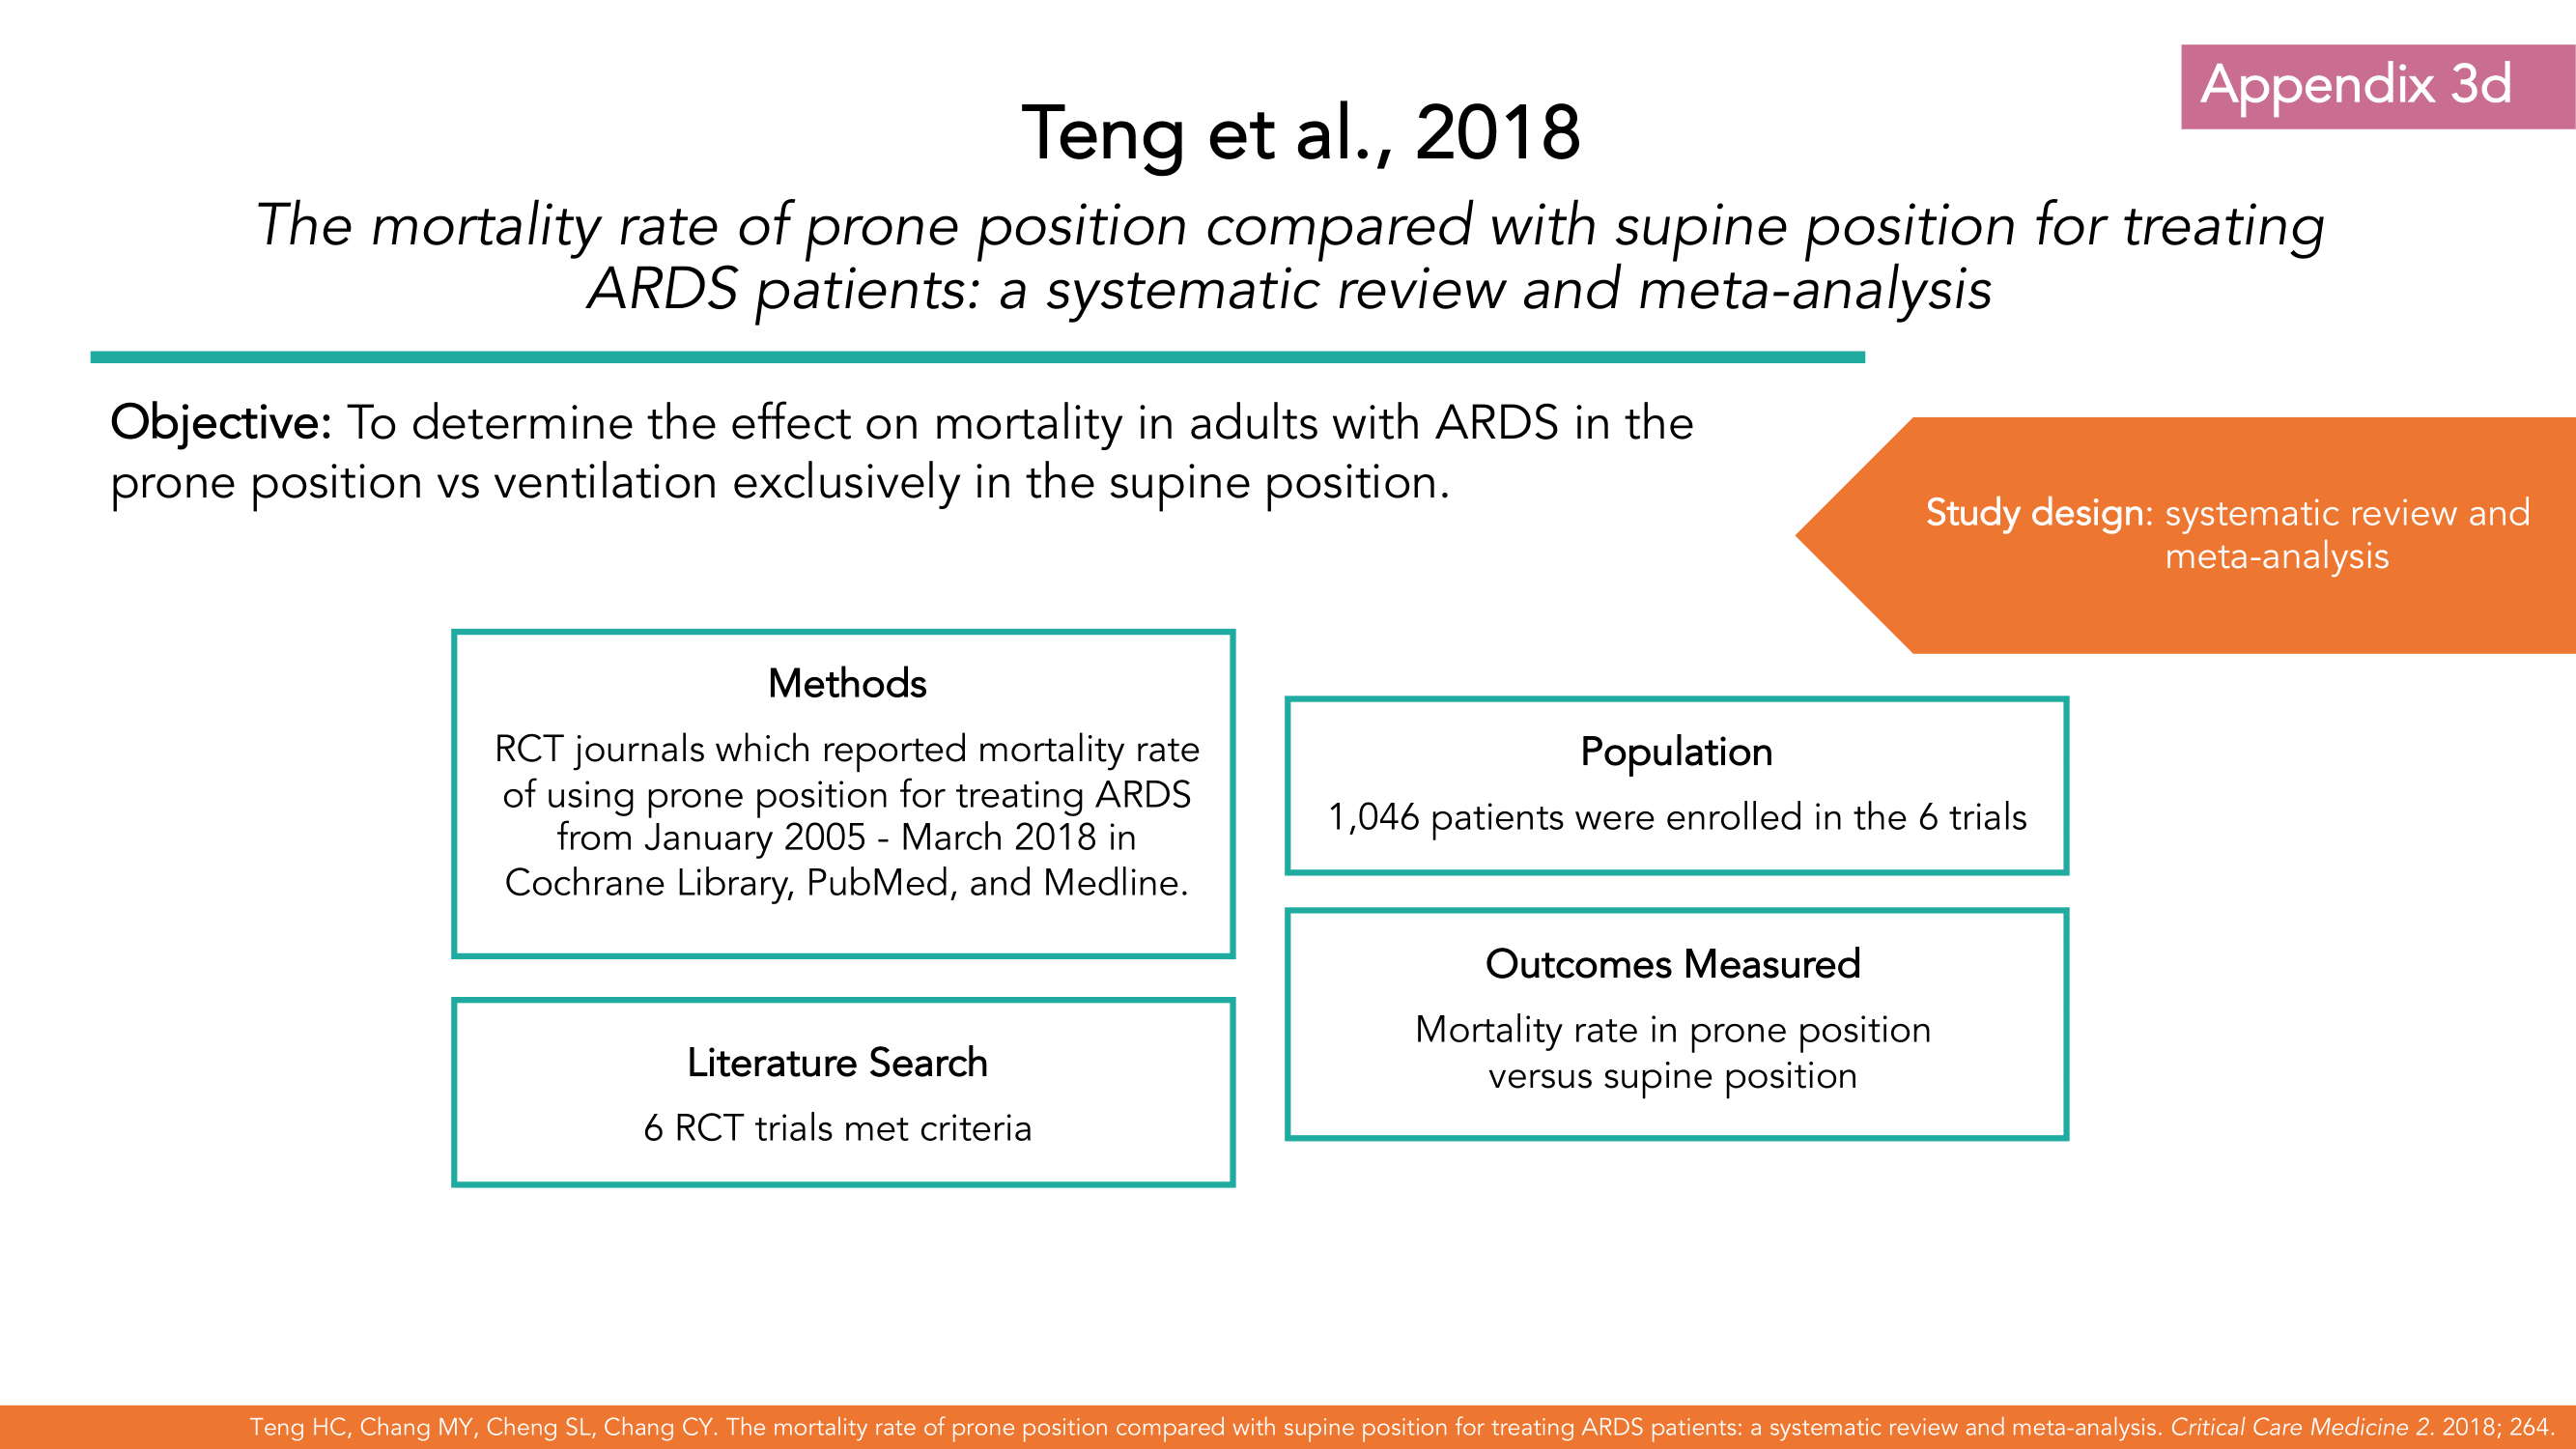 Appendix 3d
Teng et al., 2018
The mortality rate of prone position compared with supine position for treating
ARDS patients: a systematic review and meta-analysis
Objective: To determine the effect on mortality in adults with ARDS in the
prone position vs ventilation exclusively in the supine position.
Study design: systematic review and
meta-analysis
Methods
RCT journals which reported mortality rate
of using prone position for treating ARDS
from January 2005 - March 2018 in
Cochrane Library, PubMed, and Medline.
Literature Search
6 RCT trials met criteria
Population
1,046 patients were enrolled in the 6 trials
Outcomes Measured
Mortality rate in prone position
versus supine position
Teng HC, Chang MY, Cheng SL, Chang CY. The mortality rate of prone position compared with supine position for treating ARDS patients: a systematic review and meta-analysis. Critical Care Medicine 2. 2018; 264.